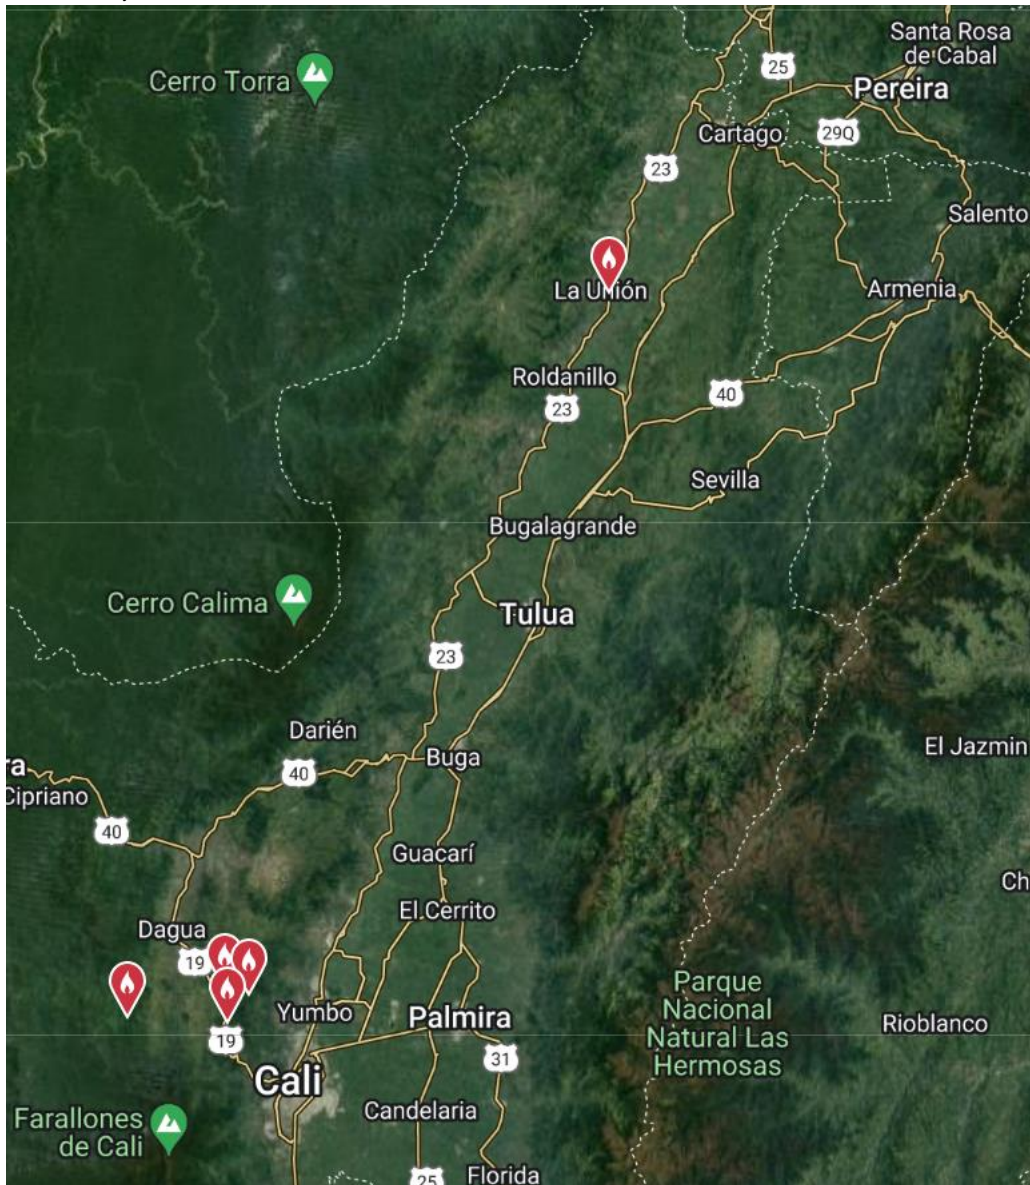 Santa Rosa
de Cabal
Cerro Torra
25
Pereira
Cartago
29Q
23
Salento
La Unión
Armenia
Roldanillo
23
40
Sevilla
Bugalagrande
Cerro Calima
Tulua
23
Darién
Buga
El Jazmin
ra
40
Cipriano
40
Guacarí
Ch
El Cerrito
Dagua
19
Parque
Nacional
Natural Las
Hermosas
Yumbo
Palmira
Rioblanco
19
31
Cali
Candelaria
Farallones
de Cali
Florida
25